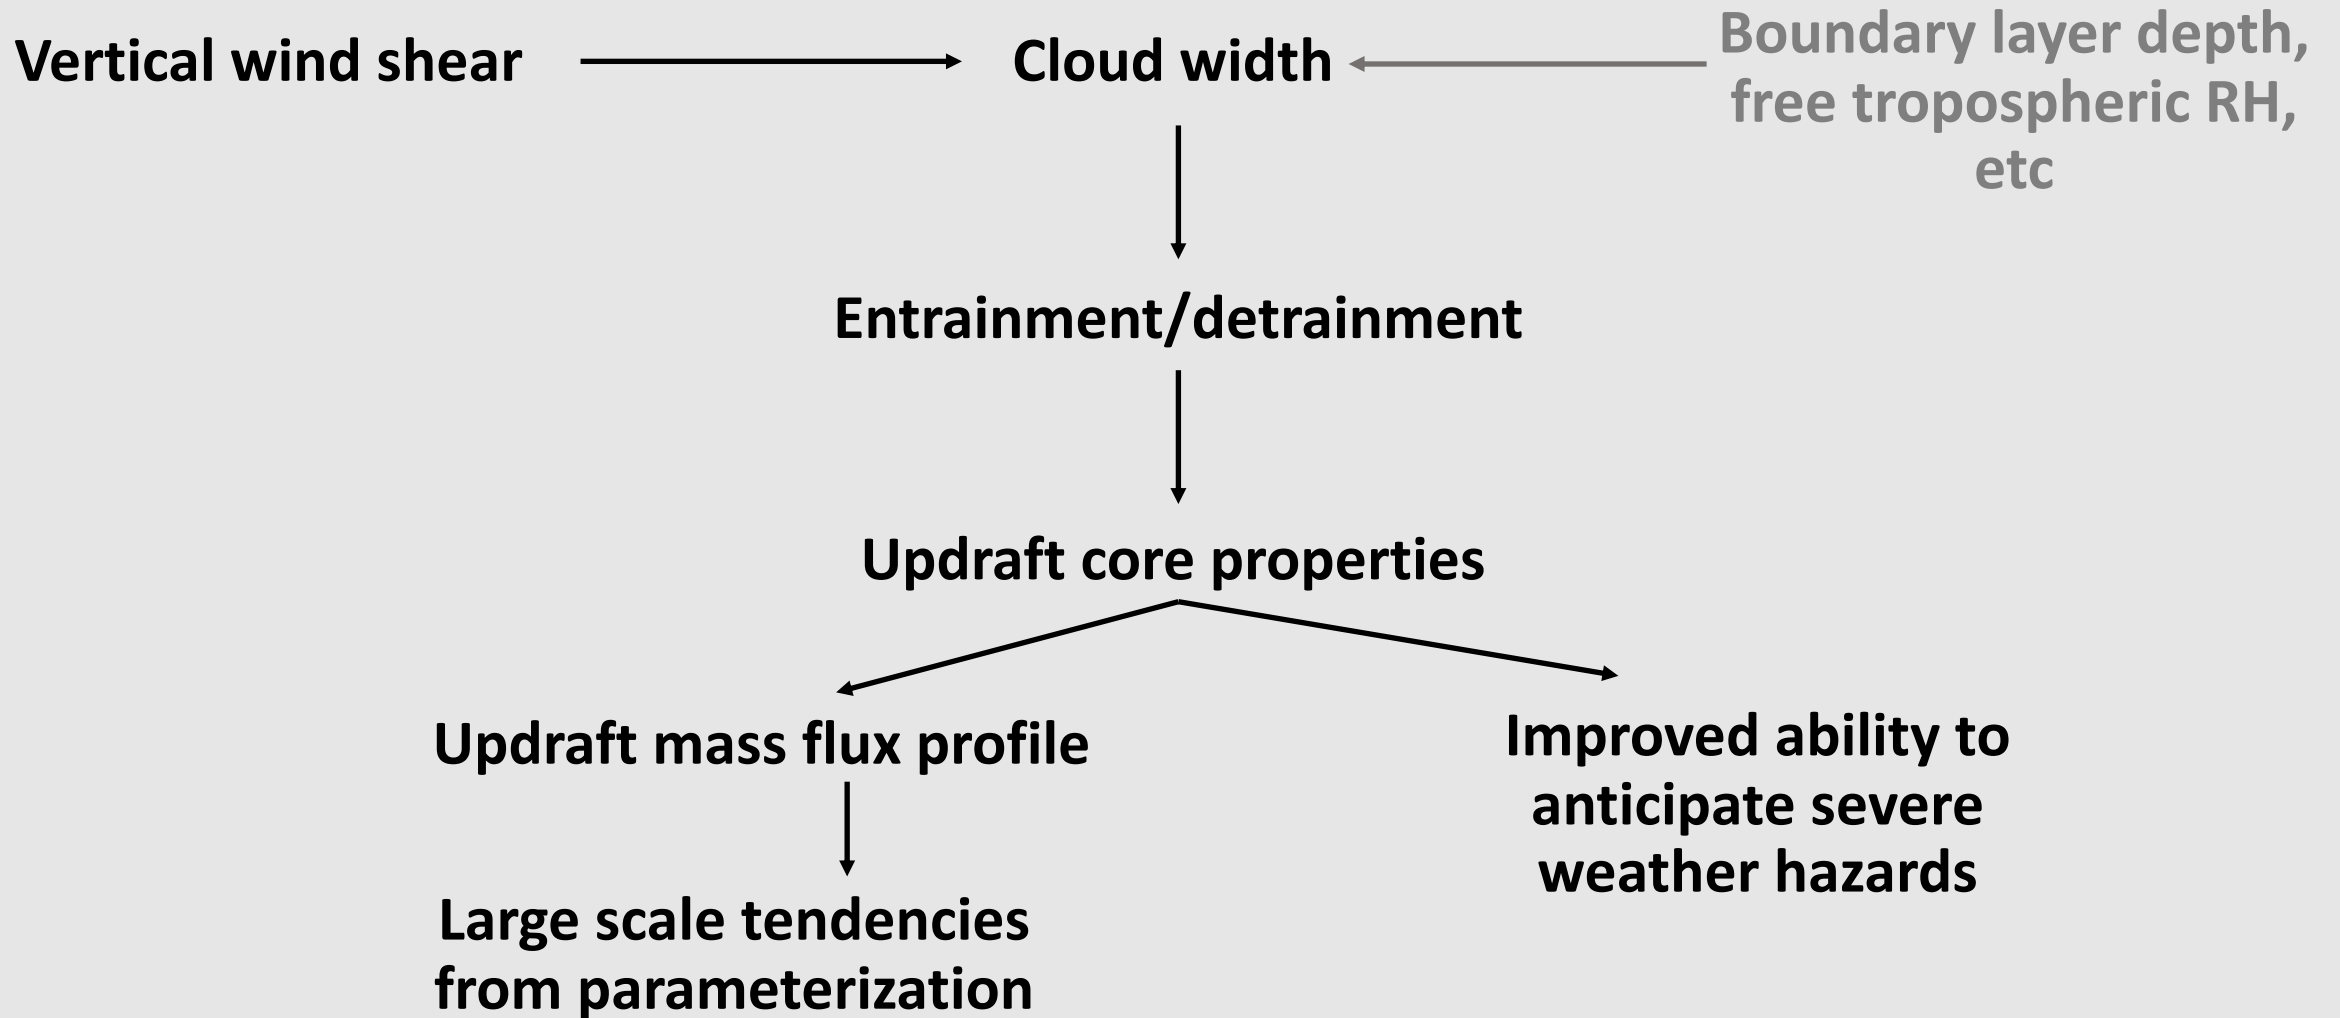 Vertical wind shear
Cloud width
Boundary layer depth,
free tropospheric RH,
etc
Entrainment/detrainment
Updraft core properties
Updraft mass flux profile
Improved ability to
anticipate severe
weather hazards
Large scale tendencies
from parameterization